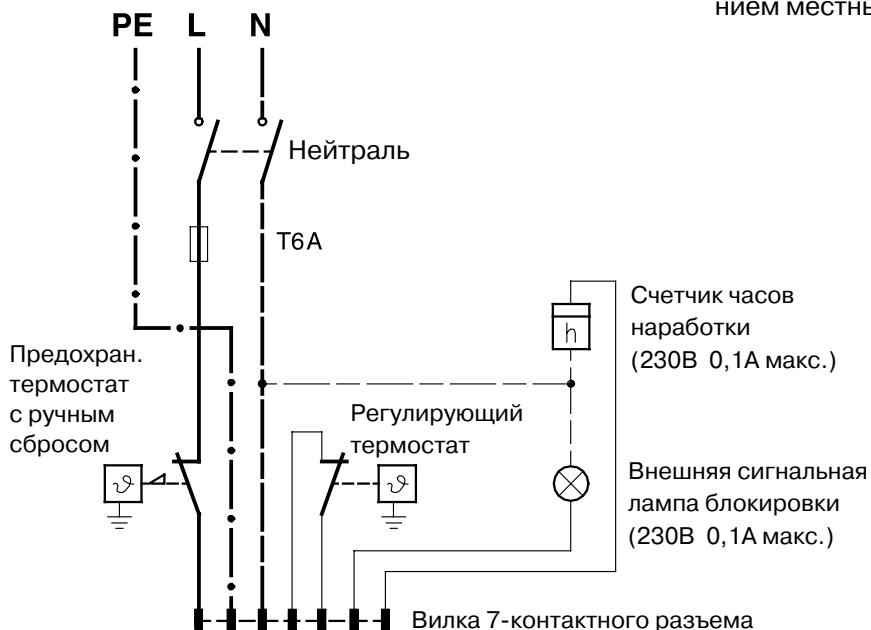 нием местны
PE L N
Нейтраль
T6A
Счетчик часов
наработки
(230В 0,1А макс.)
h
Предохран.
термостат
с ручным
сбросом
Регулирующий
термостат
ϑ
ϑ
Внешняя сигнальная
лампа блокировки
(230В 0,1А макс.)
Вилка 7-контактного разъема